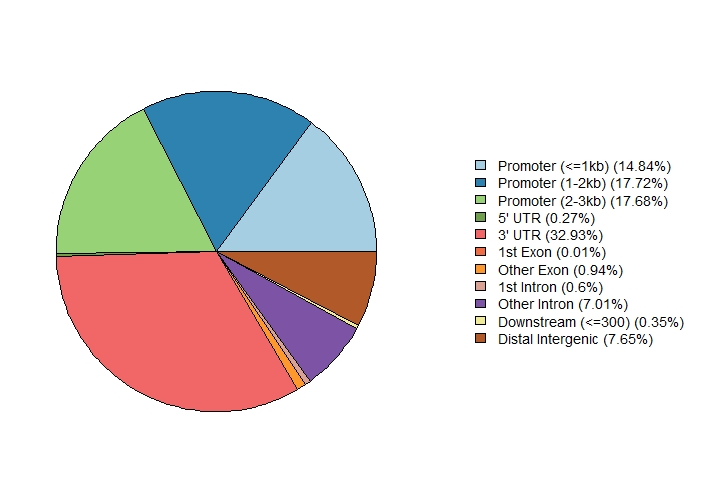 Promoter (<=1kb) (14.84%)
Promoter (1-2kb) (17.72%)
Promoter (2-3kb) (17.68%)
5' UTR (0.27%)
3' UTR (32.93%)
1st Exon (0.01%)
Other Exon (0.94%)
1st Intron (0.6%)
Other Intron (7.01%)
Downstream (<=300) (0.35%)
Distal Intergenic (7.65%)